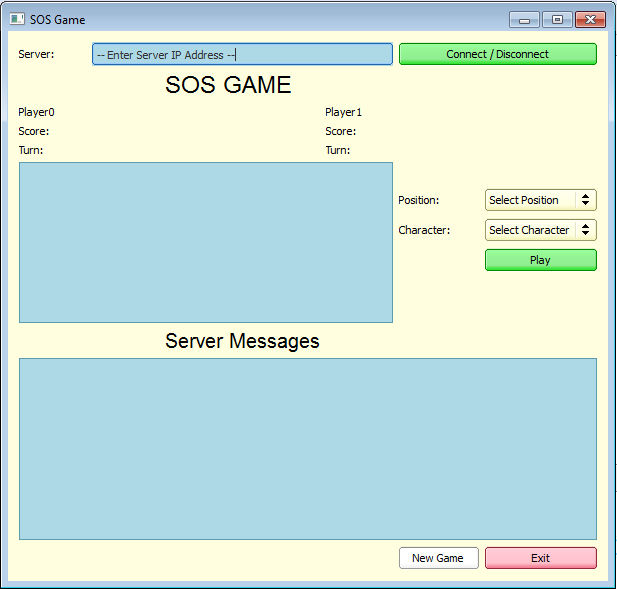 SOS Game
Server: -- Enter Server IP Address -- Connect / Disconnect
SOS GAME
Player0 Player1
Score: Score:
Turn: Turn:
Position: Select Position
Character: Select Character
Play
Server Messages
New Game Exit